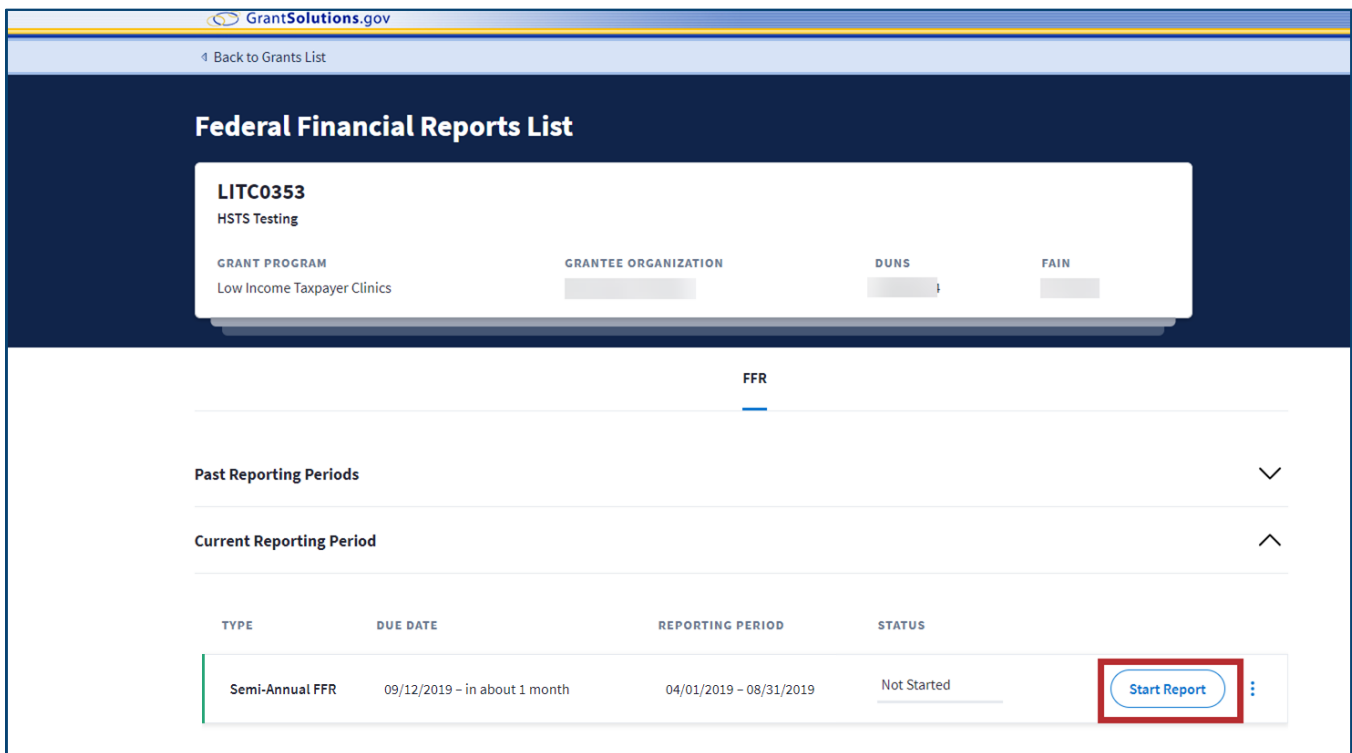 GrantSolutions.gov
Back to Grants List
Federal Financial Reports List
LITC0353
HSTS Testing
GRANT PROGRAM GRANTEE ORGANIZATION DUNS FAIN
Low Income Taxpayer Clinics
FFR
Past Reporting Periods
Current Reporting Period
TYPE DUE DATE REPORTING PERIOD STATUS
Semi-Annual FFR 09/12/2019 – in about 1 month 04/01/2019 – 08/31/2019 Not Started Start Report